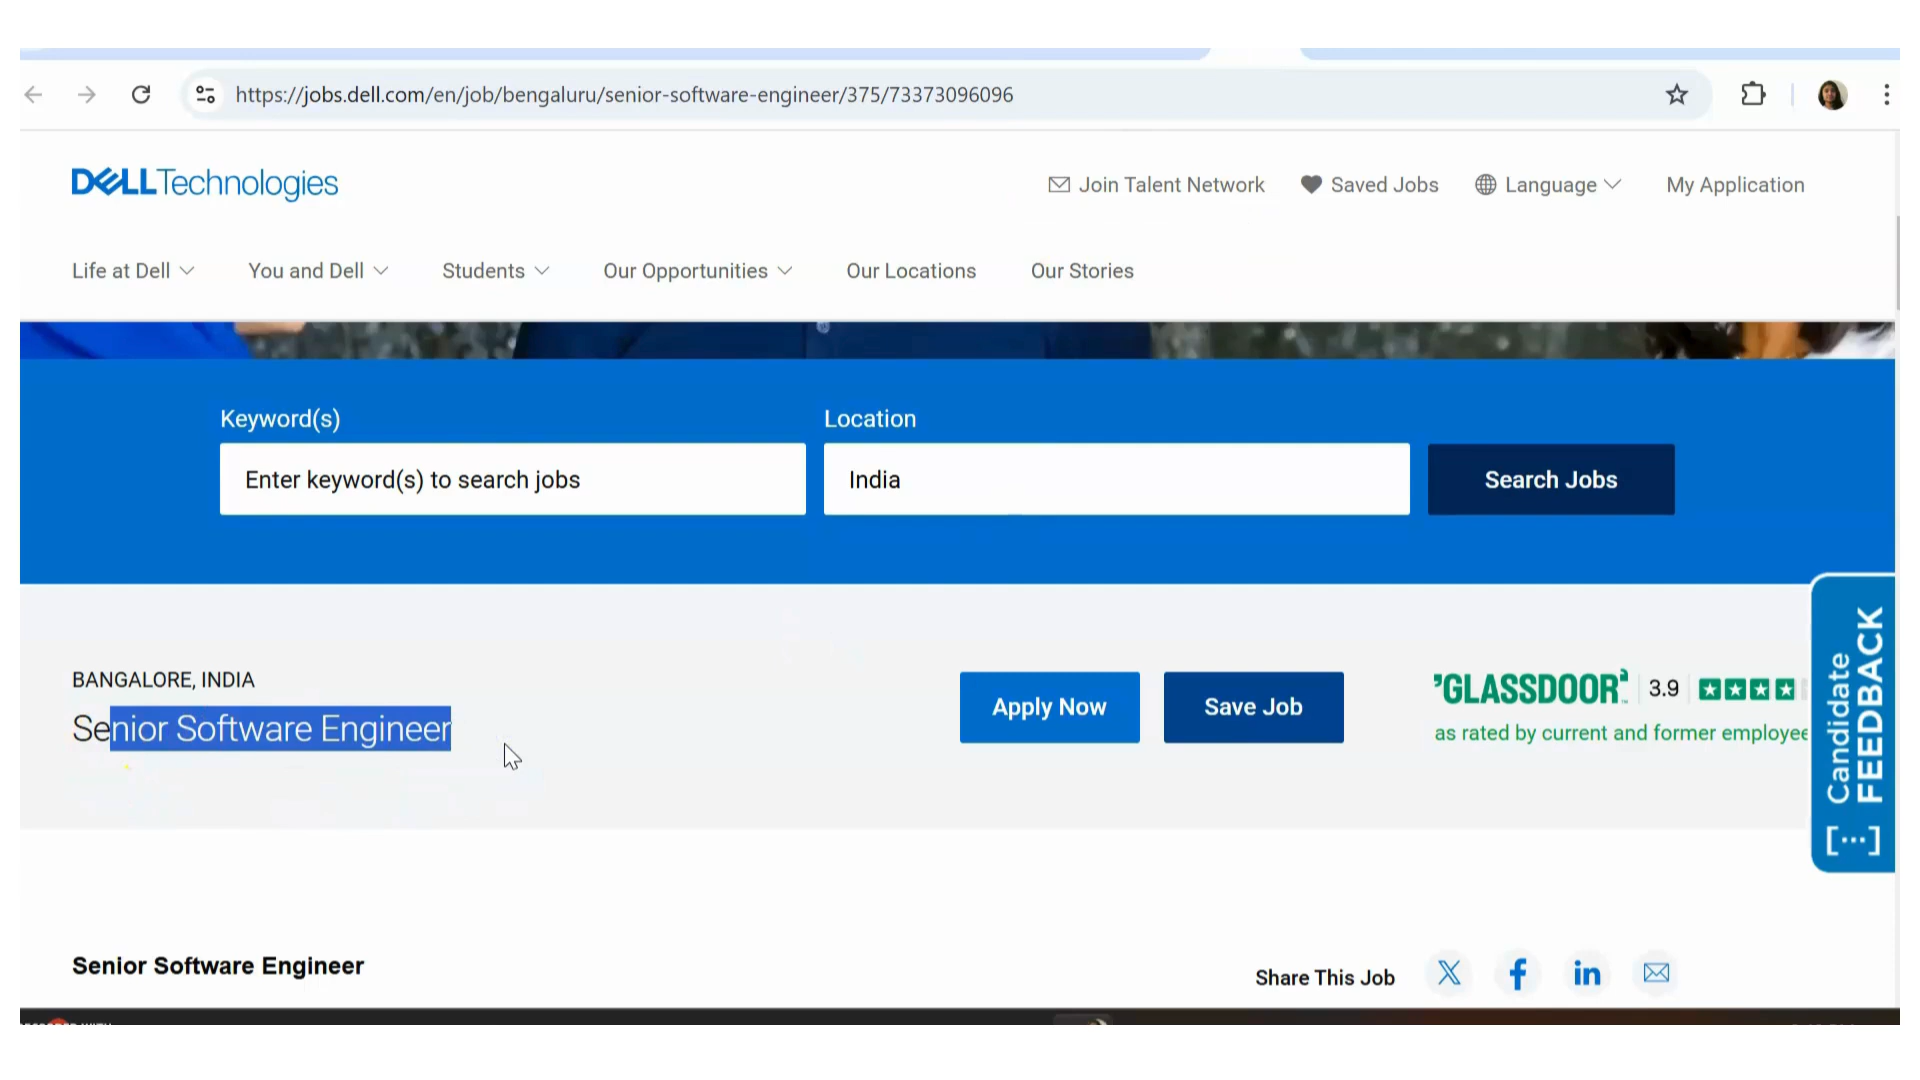 https://jobs.dell.com/en/job/bengaluru/senior-software-engineer/375/73373096096
DELL Technologies
Join Talent Network Saved Jobs Language My Application
Life at Dell You and Dell Students Our Opportunities Our Locations Our Stories
Keyword(s) Location
Enter keyword(s) to search jobs India Search Jobs
BANGALORE, INDIA
Senior Software Engineer
Apply Now Save Job
GLASSDOOR 3.9
as rated by current and former employee
Candidate
FEEDBACK
Senior Software Engineer
Share This Job